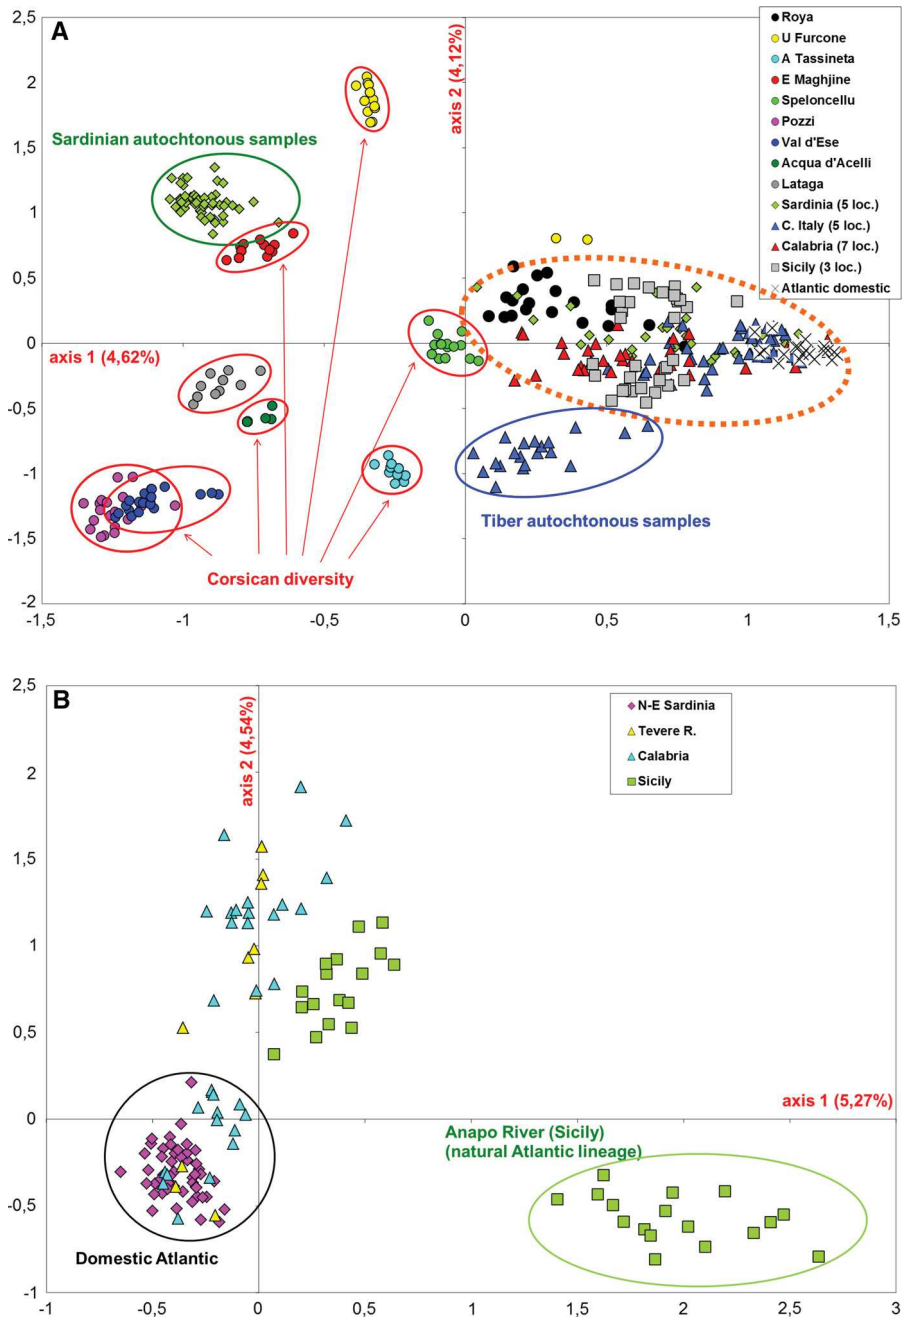 A
axis 2 (4,12%)
2,5
2
1,5
1
0,5
0
-0,5
-1
-1,5
-2
-1,5
-1
-0,5
0
0,5
1
1,5
Roya
U Furcone
A Tassineta
E Maghjine
Speloncellu
Pozzi
Val d'Ese
Acqua d'Acelli
Lataga
Sardinia (5 loc.)
C. Italy (5 loc.)
Calabria (7 loc.)
Sicily (3 loc.)
Atlantic domestic
Sardinian autochtonous samples
axis 1 (4,62%)
Tiber autochtonous samples
Corsican diversity
B
axis 2 (4,54%)
2,5
2
1,5
1
0,5
0
-0,5
-1
-1
-0,5
0
0,5
1
1,5
2
2,5
3
N-E Sardinia
Tevere R.
Calabria
Sicily
axis 1 (5,27%)
Anapo River (Sicily)
(natural Atlantic lineage)
Domestic Atlantic